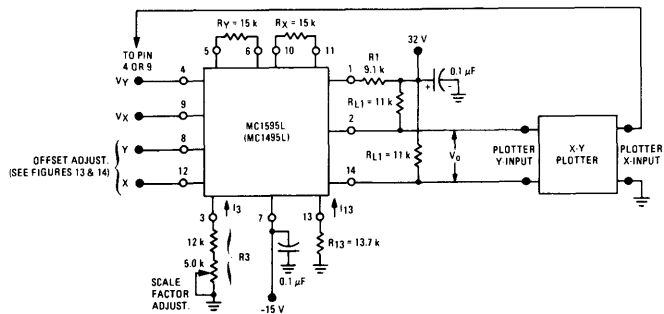 RY = 15 k
RX = 15 k
TO PIN
4 OR 9
5
6
10
11
32 V
VY
4
1
R1
9.1 k
0.1 µF
+
-
RL1 = 11 k
VX
9
MC1595L
(MC1495L)
2
Y
8
OFFSET ADJUST.
(SEE FIGURES 13 & 14)
X
12
RL1 = 11 k
Vo
PLOTTER
Y-INPUT
X-Y
PLOTTER
PLOTTER
X-INPUT
14
3
I3
7
13
I13
12 k
R3
5.0 k
R13 = 13.7 k
SCALE
FACTOR
ADJUST.
0.1 µF
-15 V